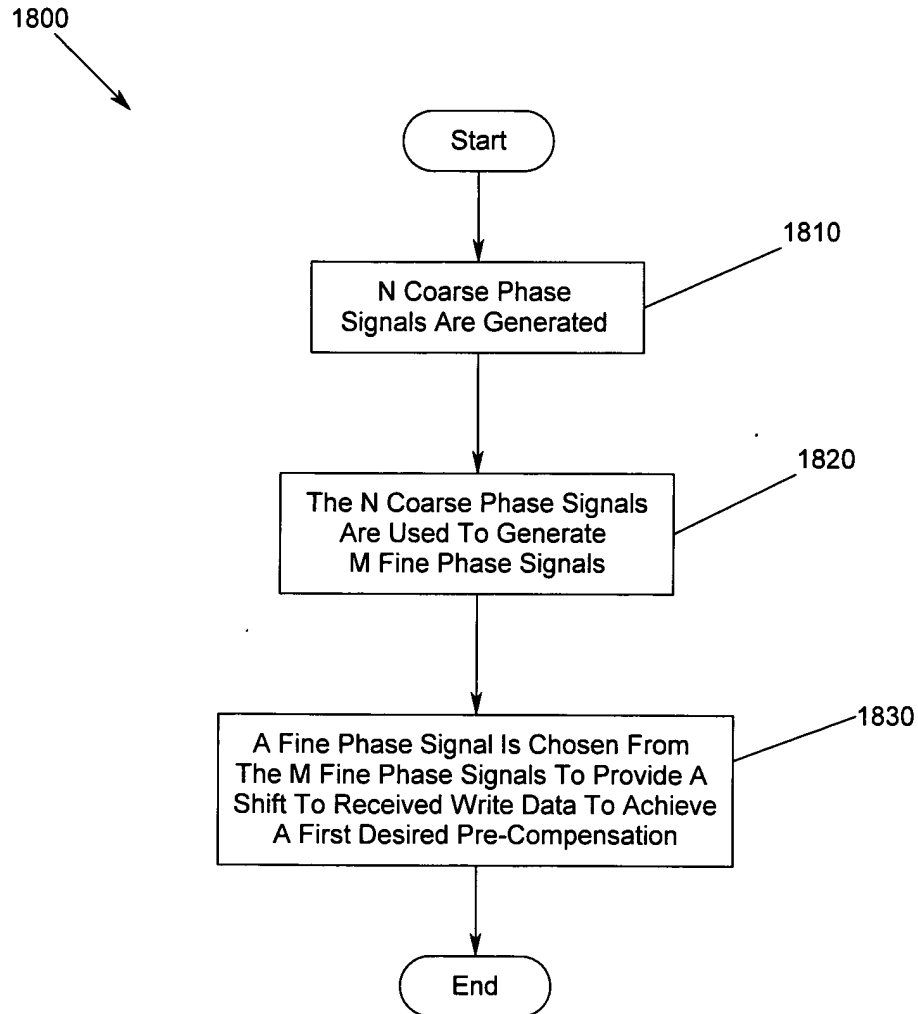 1800
Start
1810
N Coarse Phase
Signals Are Generated
1820
The N Coarse Phase Signals
Are Used To Generate
M Fine Phase Signals
1830
A Fine Phase Signal Is Chosen From
The M Fine Phase Signals To Provide A
Shift To Received Write Data To Achieve
A First Desired Pre-Compensation
End